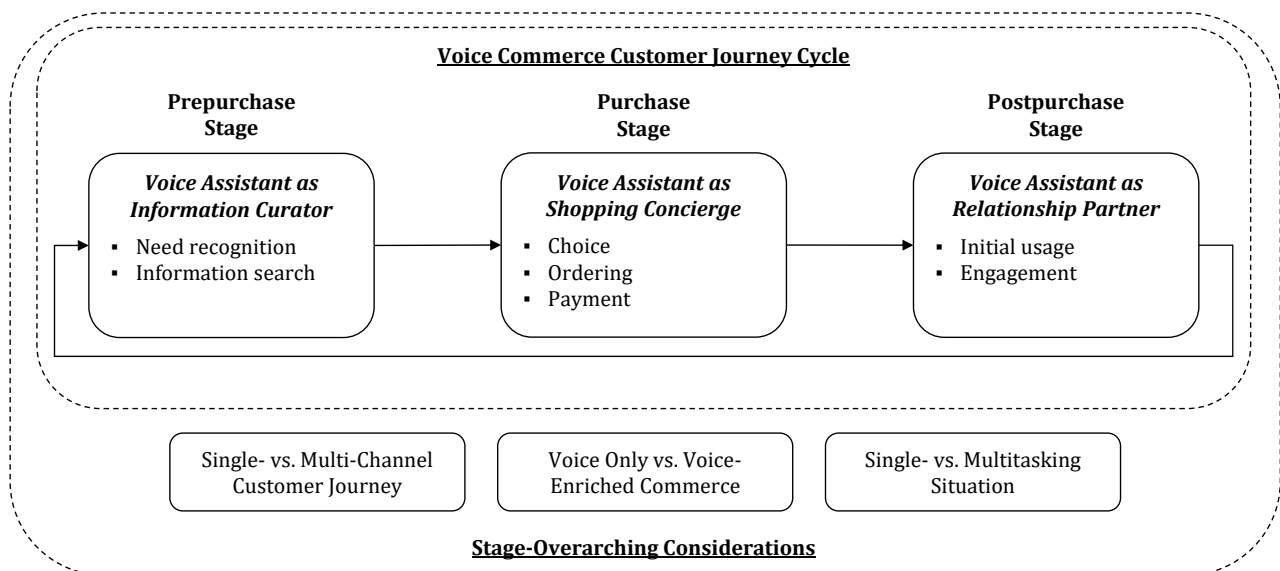 Voice Commerce Customer Journey Cycle
Prepurchase
Stage
Purchase
Stage
Postpurchase
Stage
Voice Assistant as
Information Curator
▪ Need recognition
▪ Information search
Voice Assistant as
Shopping Concierge
▪ Choice
▪ Ordering
▪ Payment
Voice Assistant as
Relationship Partner
▪ Initial usage
▪ Engagement
Single- vs. Multi-Channel
Customer Journey
Voice Only vs. Voice-
Enriched Commerce
Single- vs. Multitasking
Situation
Stage-Overarching Considerations